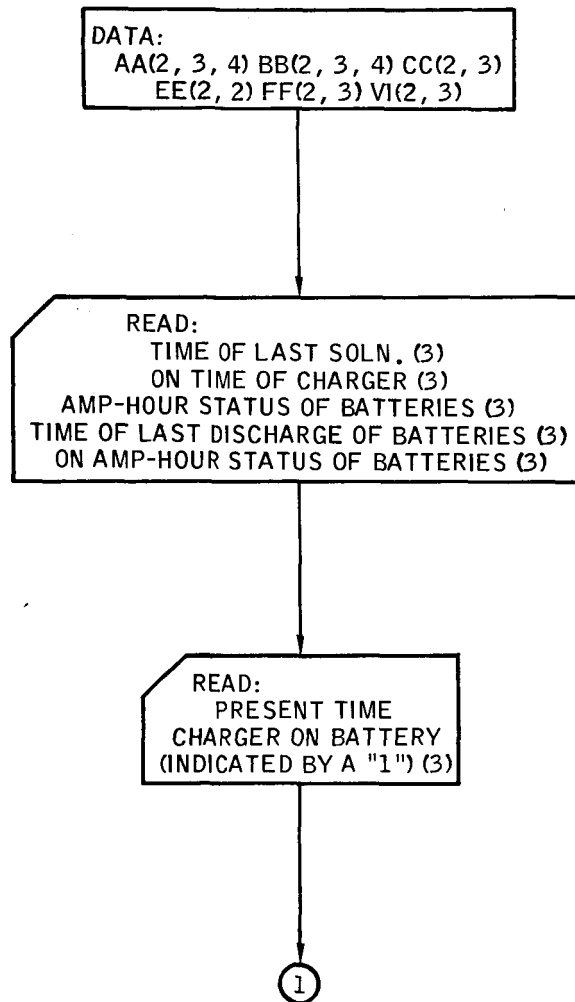 DATA:
AA(2, 3, 4) BB(2, 3, 4) CC(2, 3)
EE(2, 2) FF(2, 3) VI(2, 3)
READ:
TIME OF LAST SOLN. (3)
ON TIME OF CHARGER (3)
AMP-HOUR STATUS OF BATTERIES (3)
TIME OF LAST DISCHARGE OF BATTERIES (3)
ON AMP-HOUR STATUS OF BATTERIES (3)
READ:
PRESENT TIME
CHARGER ON BATTERY
(INDICATED BY A "1") (3)
1